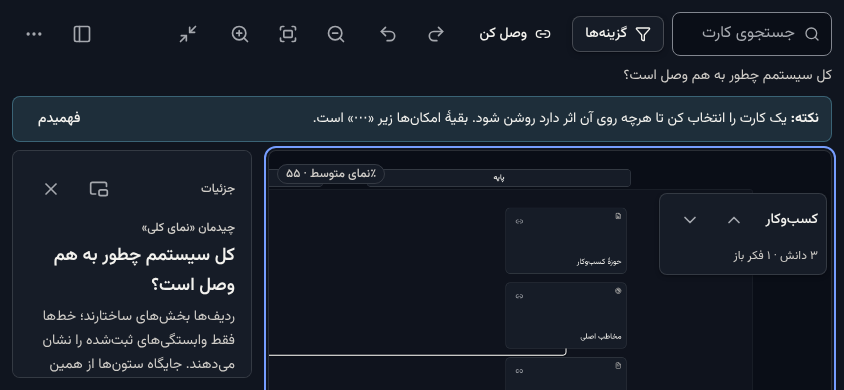 جستجوی کارت
گزینه‌ها
وصل کن
کل سیستمم چطور به هم وصل است؟
نکته: یک کارت را انتخاب کن تا هرچه روی آن اثر دارد روشن شود. بقیهٔ امکان‌ها زیر «···» است.
فهمیدم
پایه
نمای متوسط · ۵۵٪
کسب‌وکار
۳ دانش · ۱ فکر باز
حوزهٔ کسب‌وکار
مخاطب اصلی
جزئیات
چیدمان «نمای کلی»
کل سیستمم چطور به هم
وصل است؟
ردیف‌ها بخش‌های ساختارند؛ خط‌ها
فقط وابستگی‌های ثبت‌شده را نشان
می‌دهند. جایگاه ستون‌ها از همین